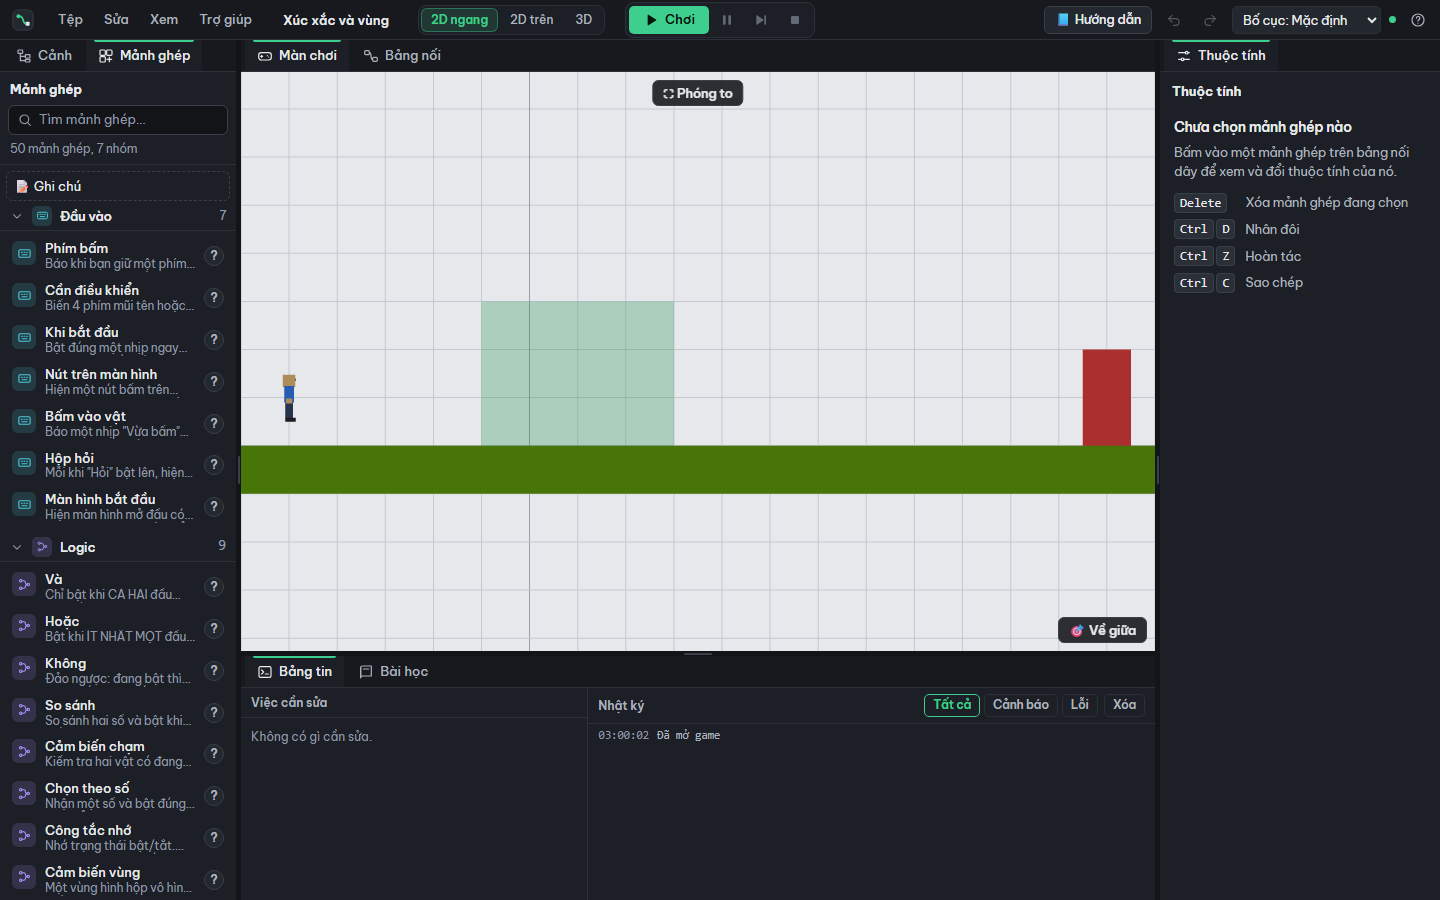 Tệp Sửa Xem Trợ giúp Xúc xắc và vùng 2D ngang 2D trên 3D Chơi Hướng dẫn Bố cục: Mặc định
Cảnh Mảnh ghép
Màn chơi Bảng nối
Thuộc tính
Mảnh ghép
Tìm mảnh ghép...
50 mảnh ghép, 7 nhóm
Ghi chú
Đầu vào 7
Phím bấm
Báo khi bạn giữ một phím...
Cần điều khiển
Biến 4 phím mũi tên hoặc...
Khi bắt đầu
Bật đúng một nhịp ngay...
Nút trên màn hình
Hiện một nút bấm trên...
Bấm vào vật
Báo một nhịp "Vừa bấm"...
Hộp hỏi
Mỗi khi "Hỏi" bật lên, hiện...
Màn hình bắt đầu
Hiện màn hình mở đầu có...
Logic 9
Và
Chỉ bật khi CẢ HAI đầu...
Hoặc
Bật khi ÍT NHẤT MỘT đầu...
Không
Đảo ngược: đang bật thì...
So sánh
So sánh hai số và bật khi...
Cảm biến chạm
Kiểm tra hai vật có đang...
Chọn theo số
Nhận một số và bật đúng...
Công tắc nhớ
Nhớ trạng thái bật/tắt....
Cảm biến vùng
Một vùng hình hộp vô hìn...
Phóng to
Về giữa
Bảng tin Bài học
Việc cần sửa
Không có gì cần sửa.
Nhật ký Tất cả Cảnh báo Lỗi Xóa
03:00:02 Đã mở game
Thuộc tính
Chưa chọn mảnh ghép nào
Bấm vào một mảnh ghép trên bảng nối
dây để xem và đổi thuộc tính của nó.
Delete Xóa mảnh ghép đang chọn
Ctrl D Nhân đôi
Ctrl Z Hoàn tác
Ctrl C Sao chép